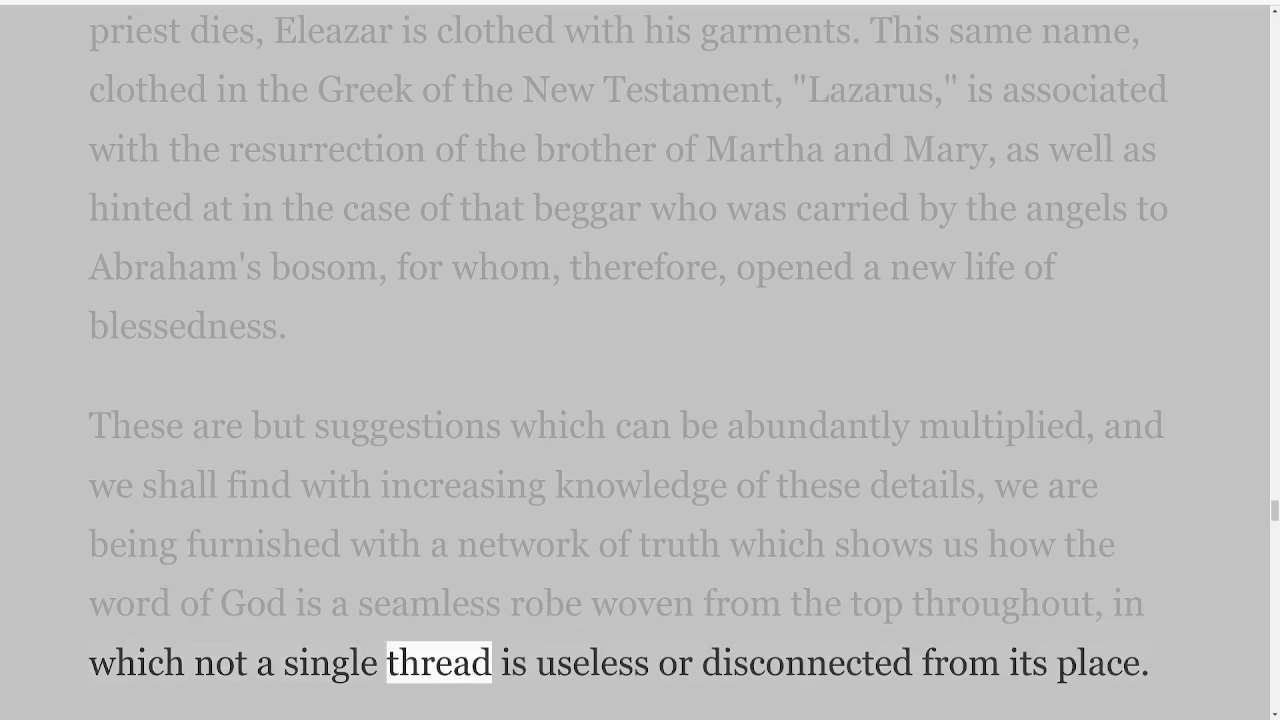 priest dies, Eleazar is clothed with his garments. This same name,
clothed in the Greek of the New Testament, "Lazarus," is associated
with the resurrection of the brother of Martha and Mary, as well as
hinted at in the case of that beggar who was carried by the angels to
Abraham's bosom, for whom, therefore, opened a new life of
blessedness.
These are but suggestions which can be abundantly multiplied, and
we shall find with increasing knowledge of these details, we are
being furnished with a network of truth which shows us how the
word of God is a seamless robe woven from the top throughout, in
which not a single thread is useless or disconnected from its place.